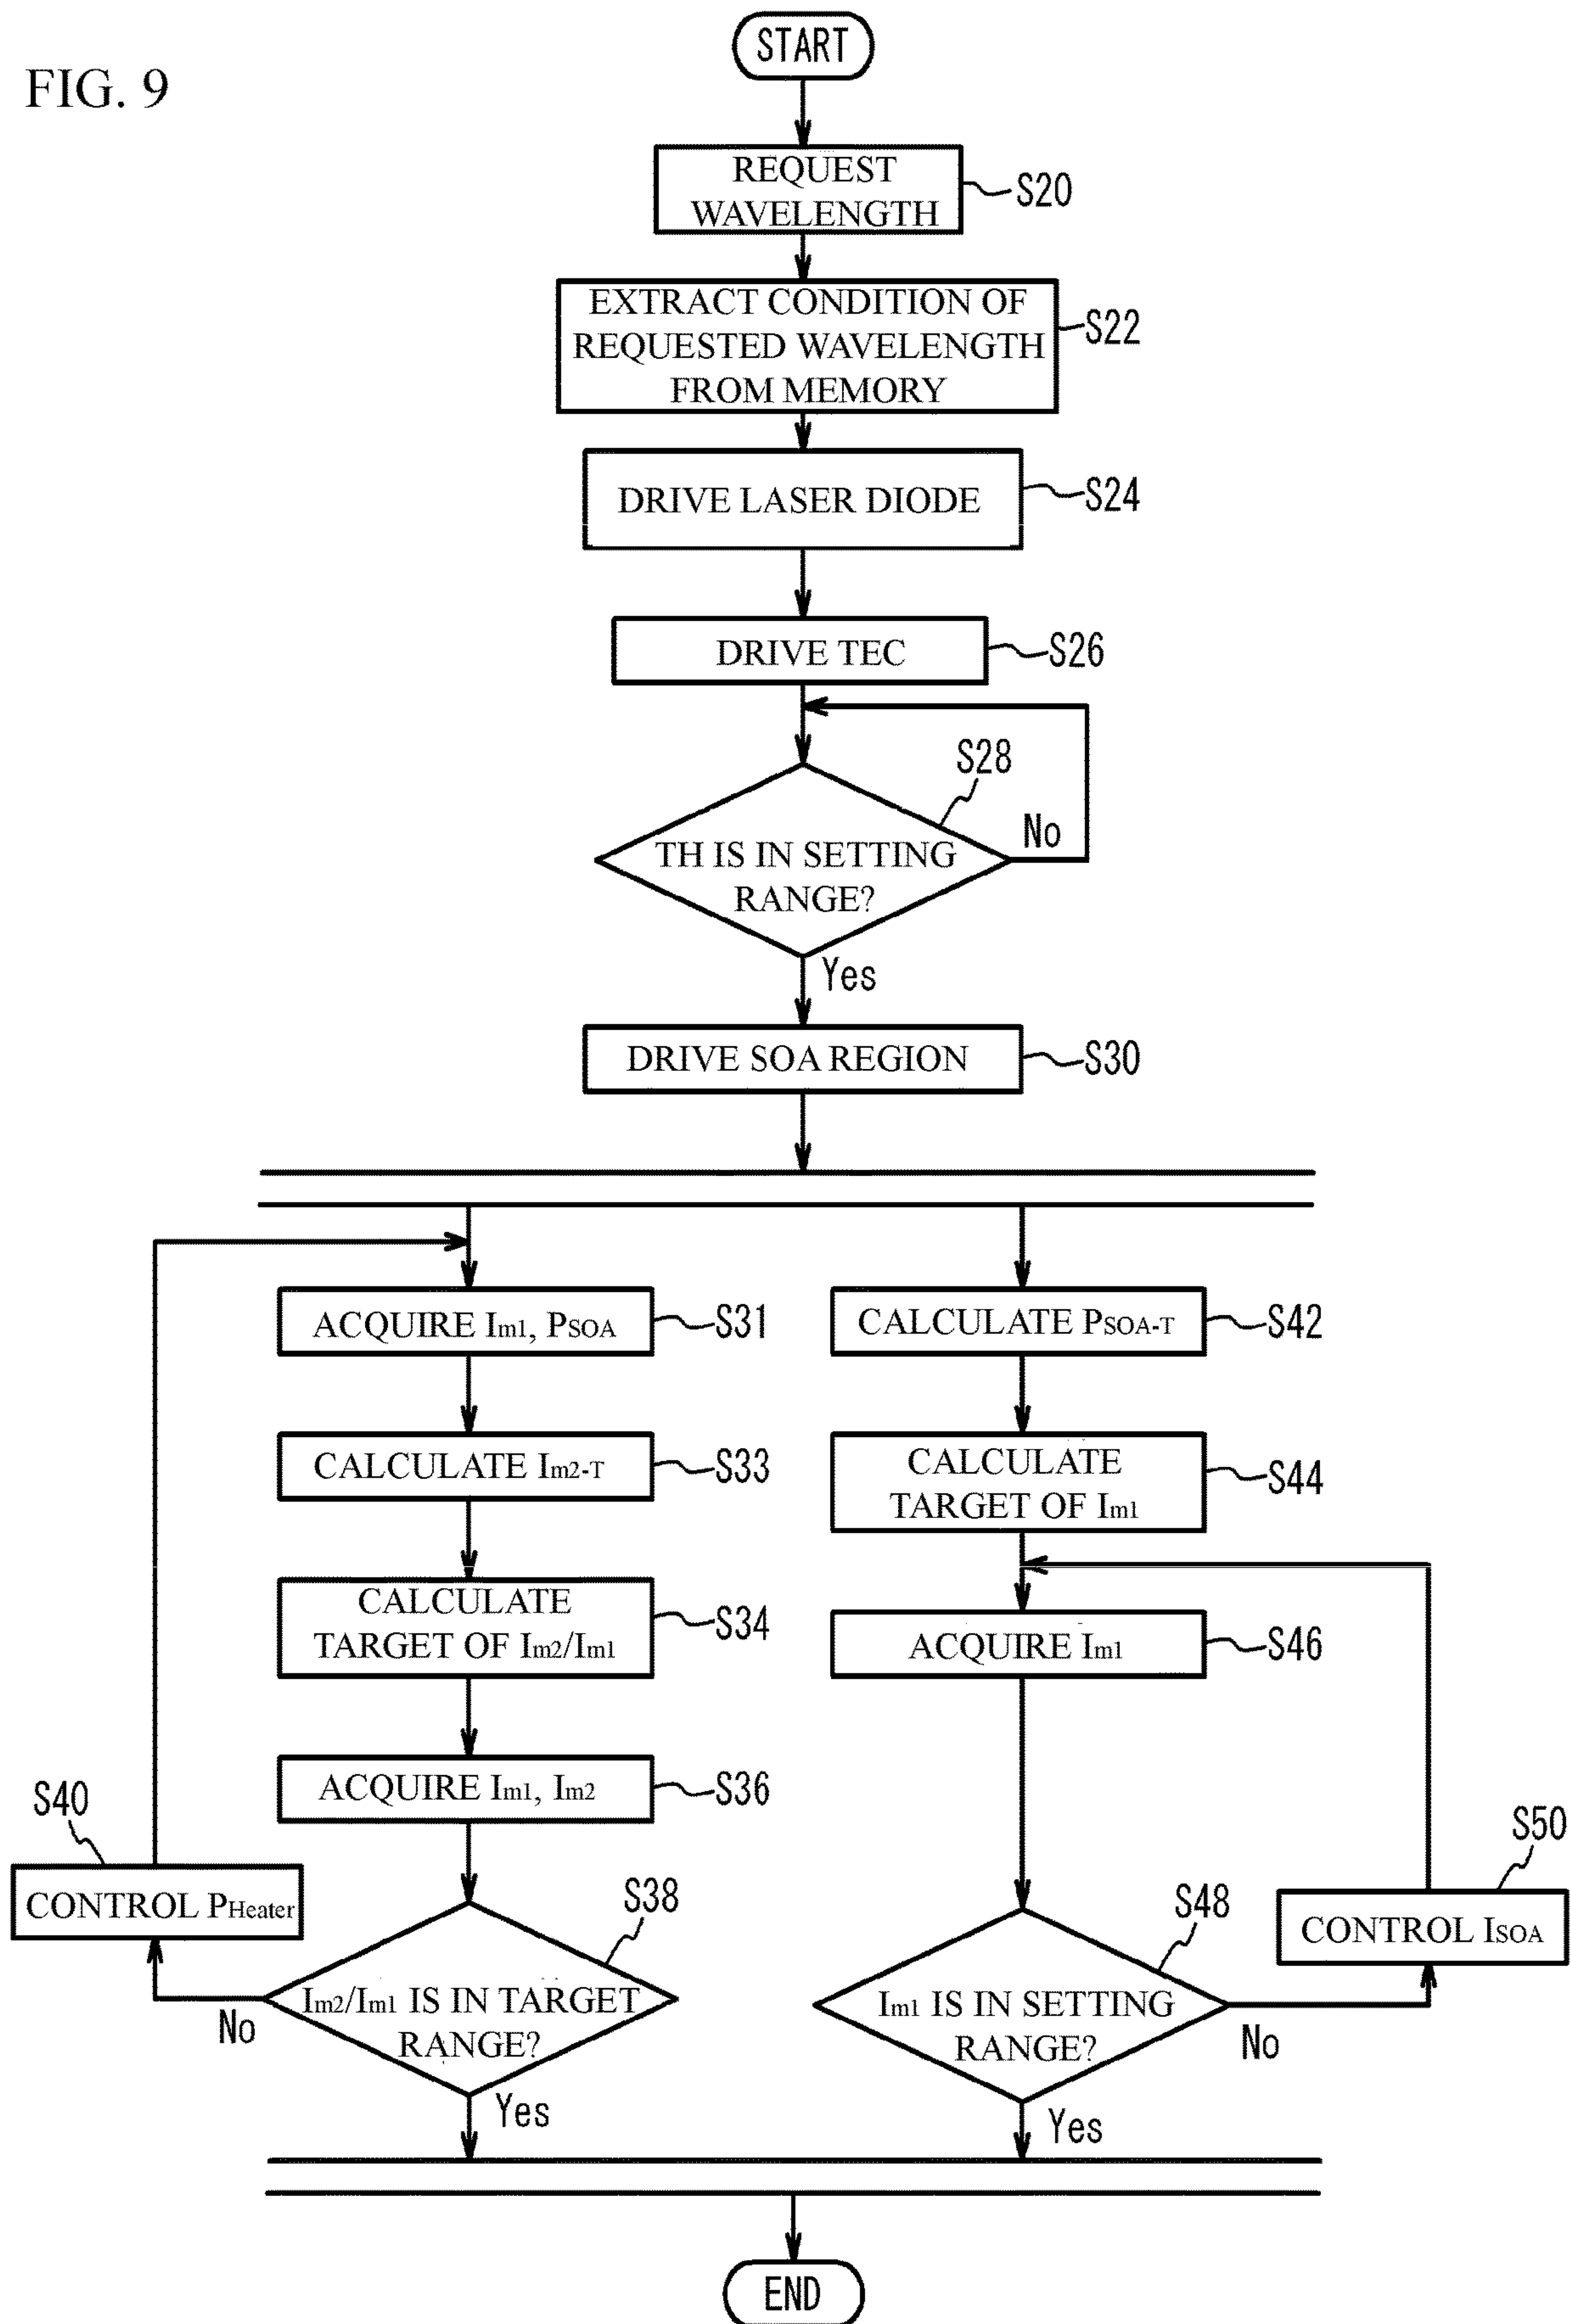 FIG. 9
START
REQUEST
WAVELENGTH
S20
EXTRACT CONDITION OF
REQUESTED WAVELENGTH
FROM MEMORY
S22
DRIVE LASER DIODE
S24
DRIVE TEC
S26
S28
TH IS IN SETTING
RANGE?
No
Yes
DRIVE SOA REGION
S30
ACQUIRE Im1, PSOA
S31
CALCULATE Im2-T
S33
CALCULATE
TARGET OF Im2/Im1
S34
ACQUIRE Im1, Im2
S36
S40
CONTROL PHeater
S38
Im2/Im1 IS IN TARGET
RANGE?
No
Yes
CALCULATE PSOA-T
S42
CALCULATE
TARGET OF Im1
S44
ACQUIRE Im1
S46
S48
Im1 IS IN SETTING
RANGE?
No
Yes
S50
CONTROL ISOA
END